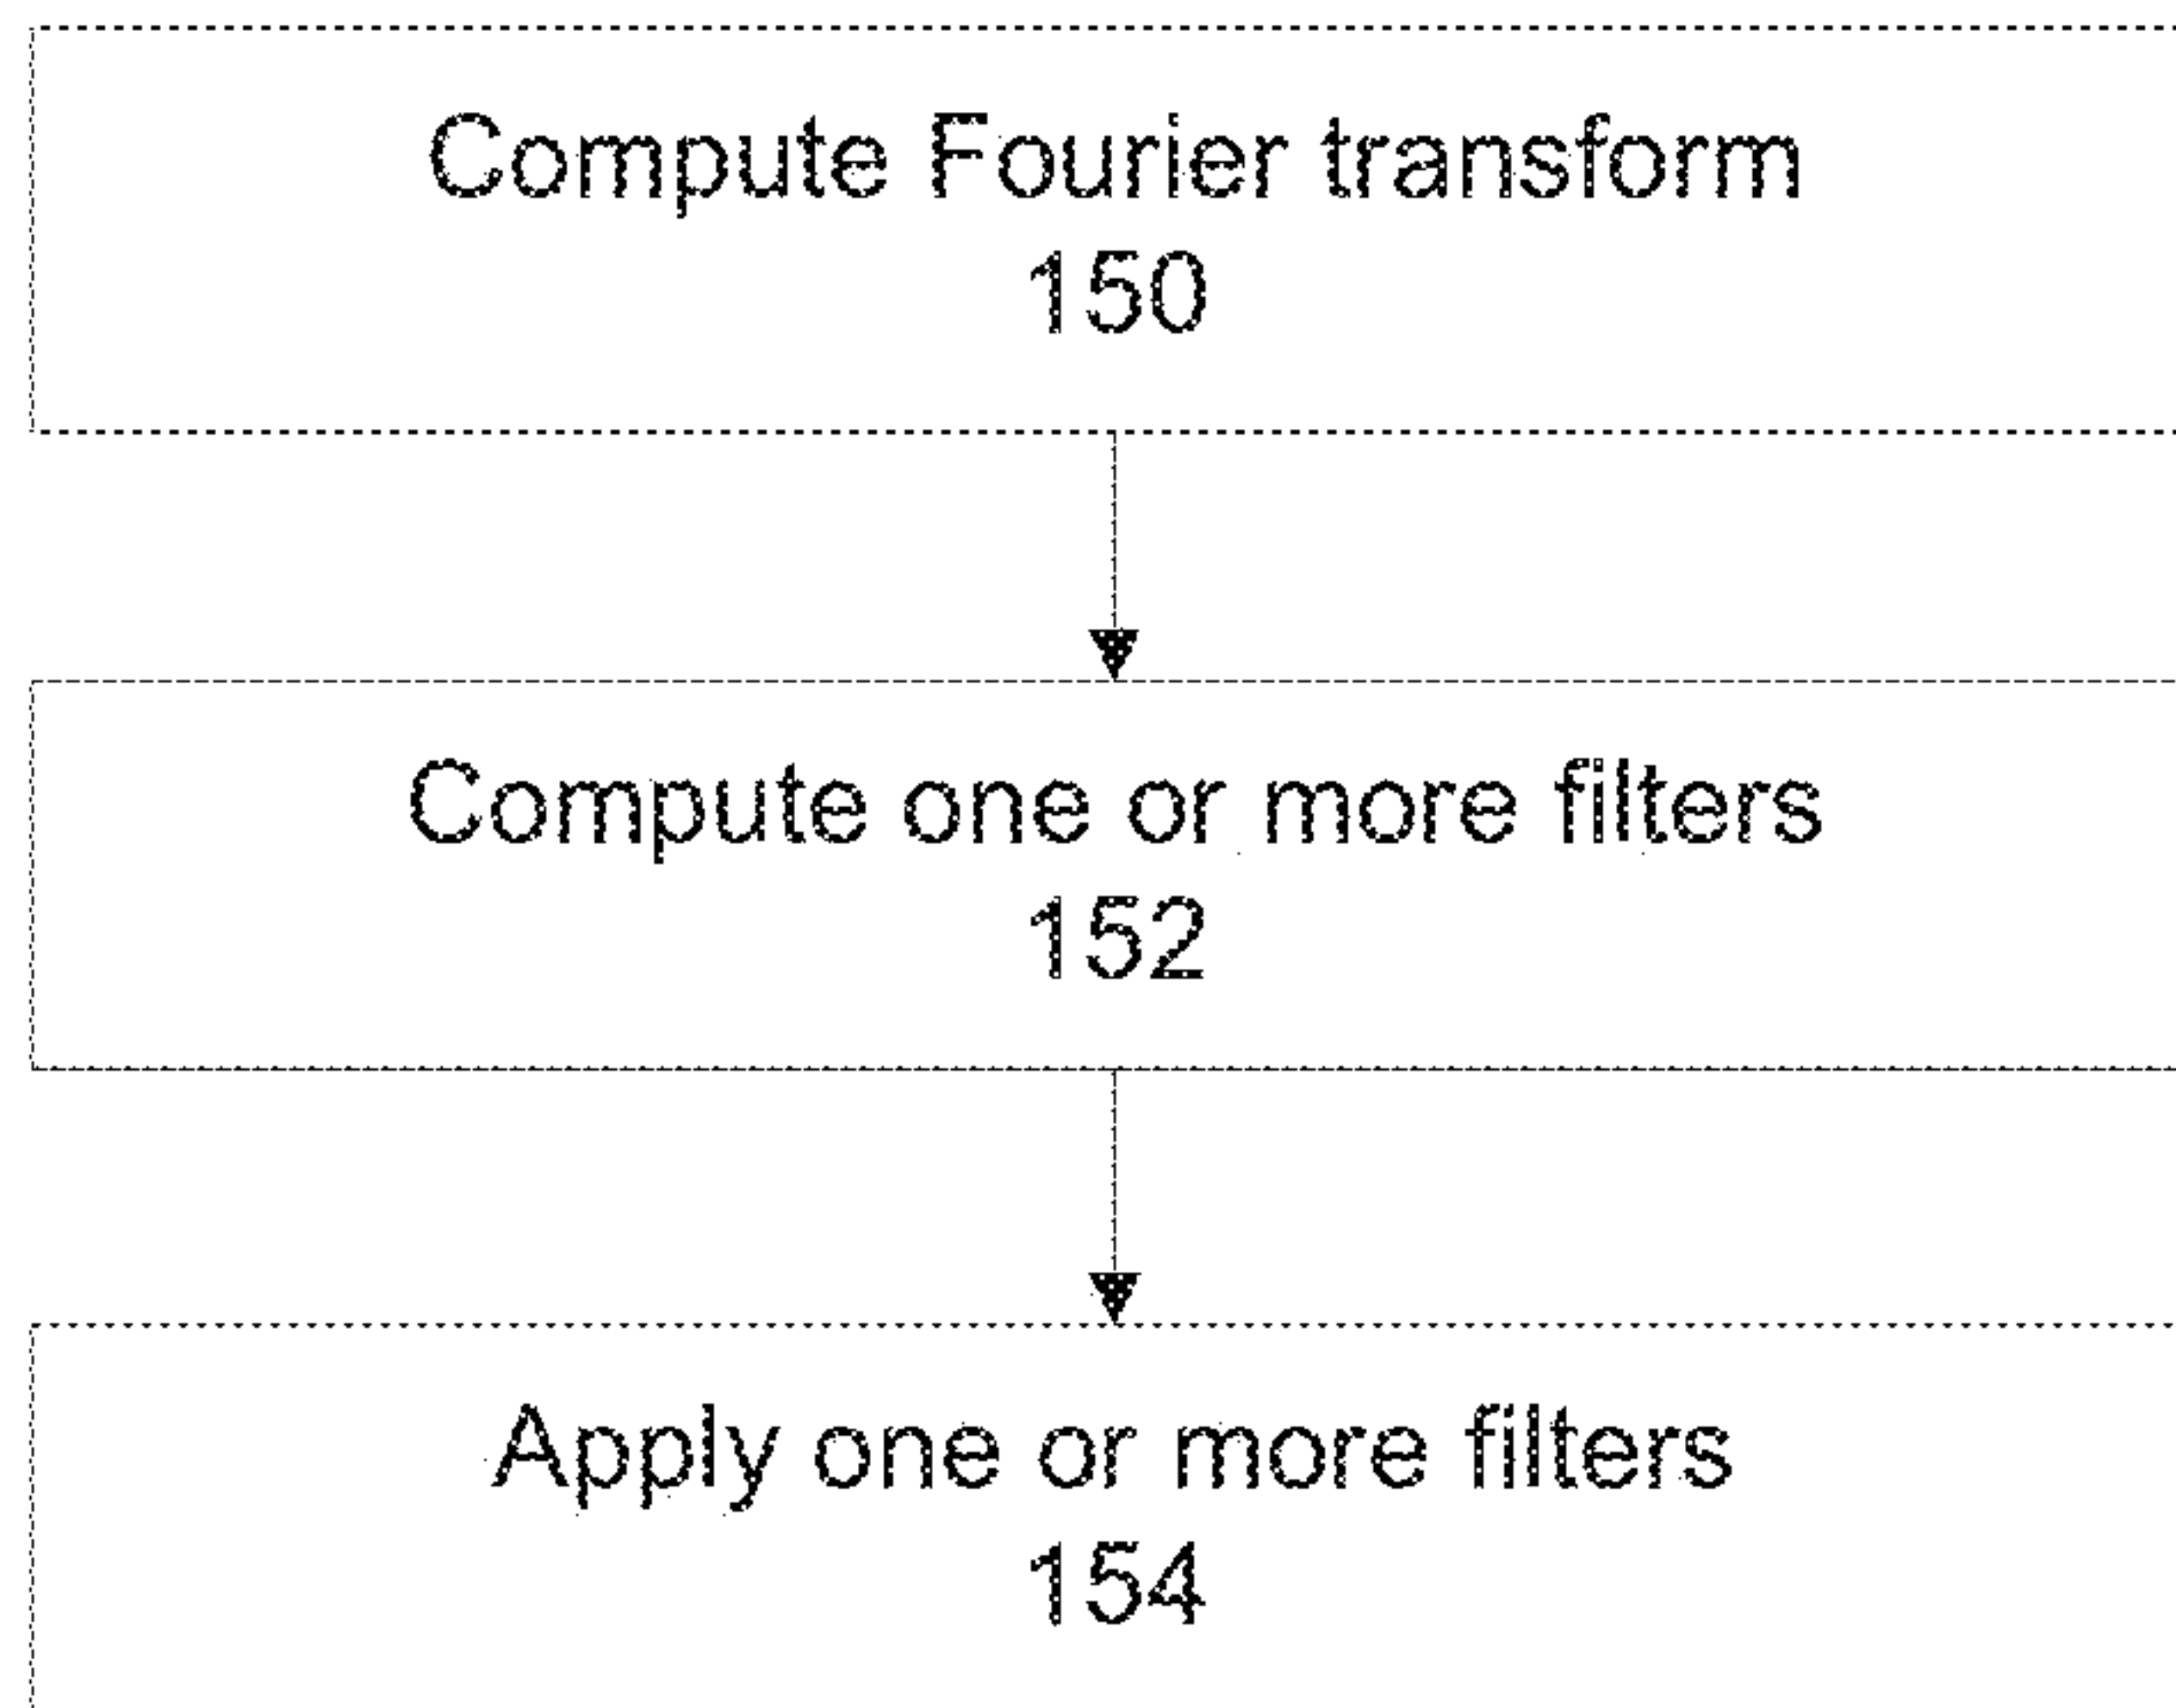 Compute Fourier transform
150
Compute one or more filters
152
Apply one or more filters
154